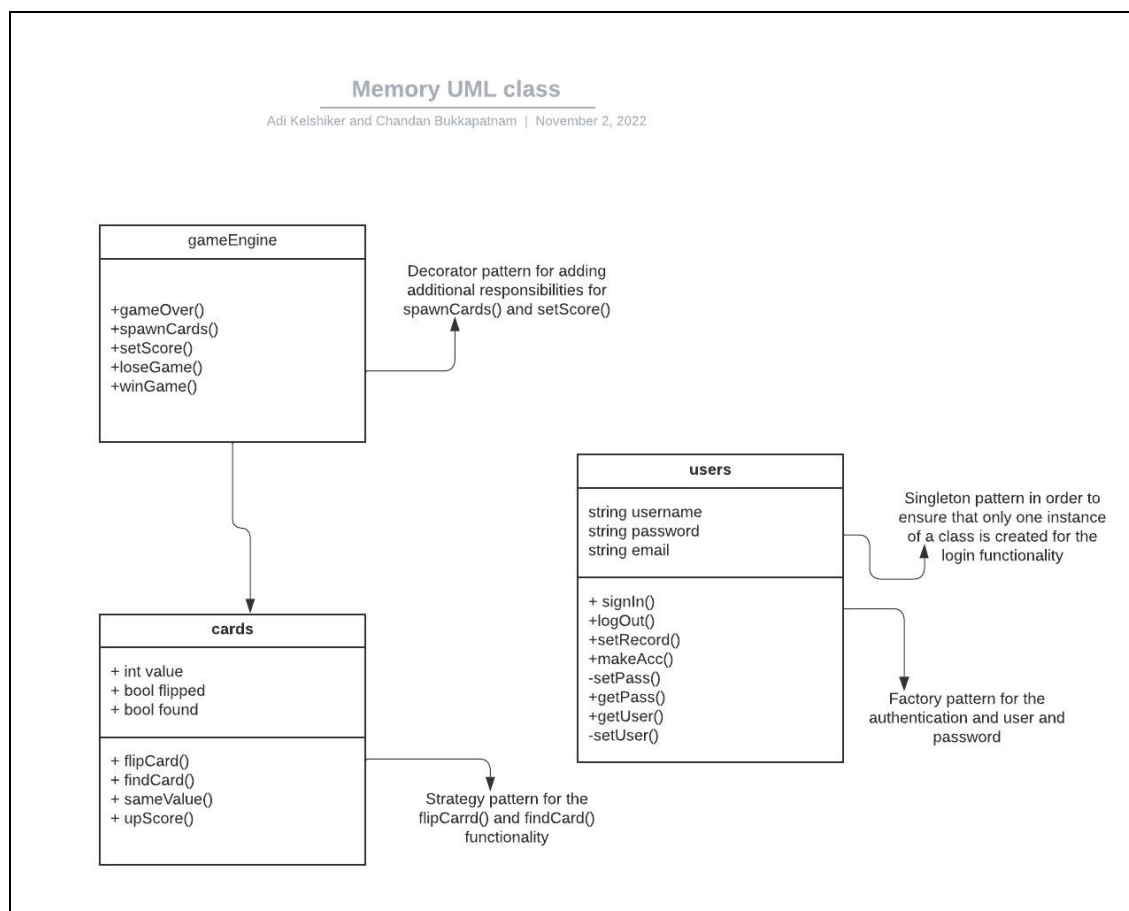 Memory UML class
Adi Kelshiker and Chandan Bukkapatnam | November 2, 2022
gameEngine
+gameOver()
+spawnCards()
+setScore()
+loseGame()
+winGame()
Decorator pattern for adding
additional responsibilities for
spawnCards() and setScore()
users
string username
string password
string email
+ signIn()
+logOut()
+setRecord()
+makeAcc()
-setPass()
+getPass()
+getUser()
-setUser()
Singleton pattern in order to
ensure that only one instance
of a class is created for the
login functionality
Factory pattern for the
authentication and user and
password
cards
+ int value
+ bool flipped
+ bool found
+ flipCard()
+ findCard()
+ sameValue()
+ upScore()
Strategy pattern for the
flipCarrd() and findCard()
functionality